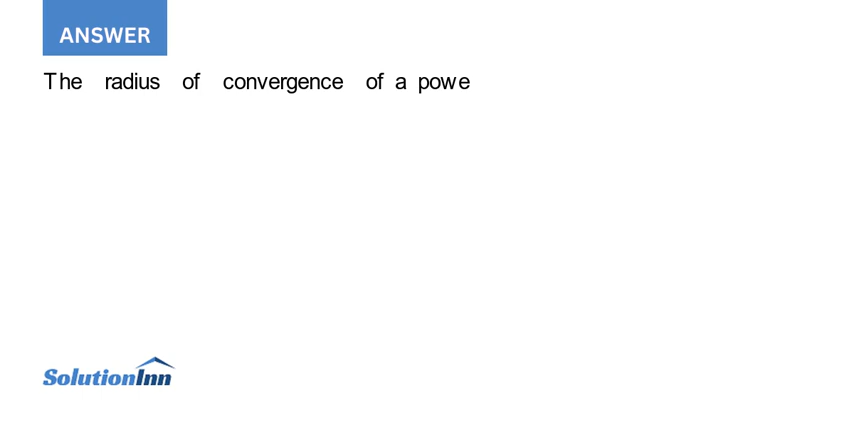 ANSWER
The radius of convergence of a powe
SolutionInn